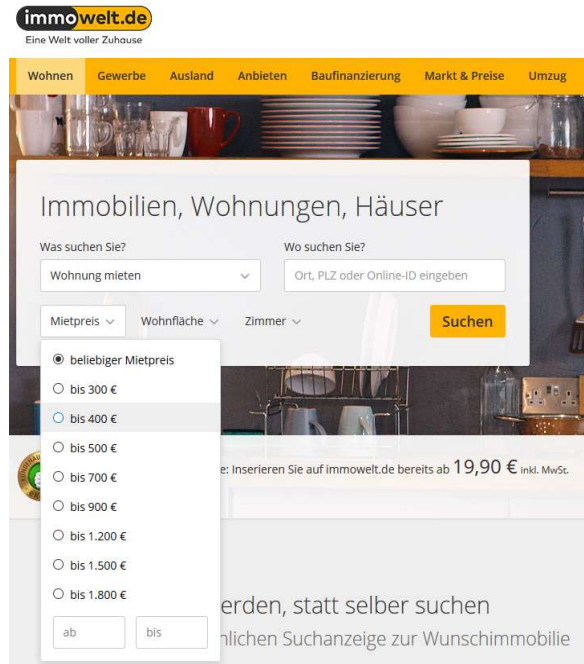 immowelt.de
Eine Welt voller Zuhause
Wohnen Gewerbe Ausland Anbieten Baufinanzierung Markt & Preise Umzug
Immobilien, Wohnungen, Häuser
Was suchen Sie? Wo suchen Sie?
Wohnung mieten Ort, PLZ oder Online-ID eingeben
Mietpreis Wohnfläche Zimmer Suchen
beliebiger Mietpreis
bis 300 €
bis 400 €
bis 500 €
: Inserieren Sie auf immowelt.de bereits ab 19,90 € inkl. MwSt.
bis 700 €
bis 900 €
bis 1.200 €
bis 1.500 €
bis 1.800 €
erden, statt selber suchen
ab bis
nlichen Suchanzeige zur Wunschimmobilie